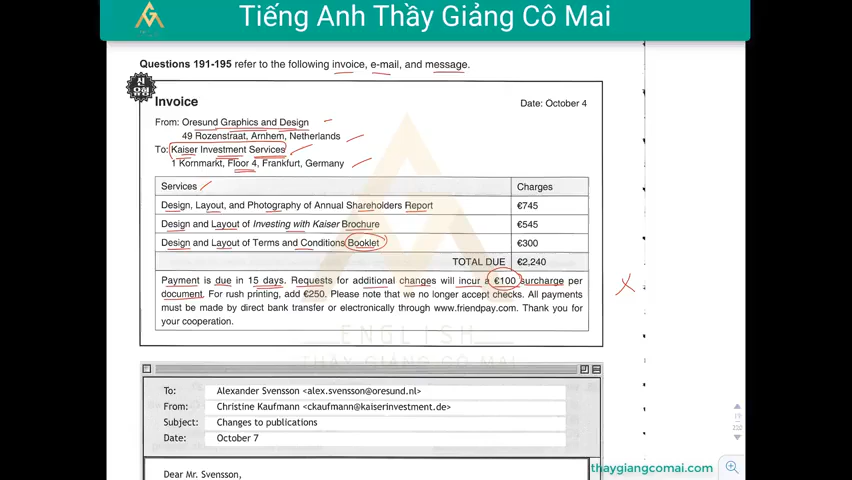 Tiếng Anh Thầy Giảng Cô Mai
Questions 191-195 refer to the following invoice, e-mail, and message.
Invoice
Date: October 4
From: Oresund Graphics and Design
49 Rozenstraat, Arnhem, Netherlands
To: Kaiser Investment Services
1 Kornmarkt, Floor 4, Frankfurt, Germany
Services Charges
Design, Layout, and Photography of Annual Shareholders Report €745
Design and Layout of Investing with Kaiser Brochure €545
Design and Layout of Terms and Conditions Booklet €300
TOTAL DUE €2,240
Payment is due in 15 days. Requests for additional changes will incur a €100 surcharge per
document. For rush printing, add €250. Please note that we no longer accept checks. All payments
must be made by direct bank transfer or electronically through www.friendpay.com. Thank you for
your cooperation.
ENGLISH
THẦY GIẢNG CÔ MAI
To: Alexander Svensson <alex.svensson@oresund.nl>
From: Christine Kaufmann <ckaufmann@kaiserinvestment.de>
Subject: Changes to publications
Date: October 7
Dear Mr. Svensson,
thaygiangcomai.com